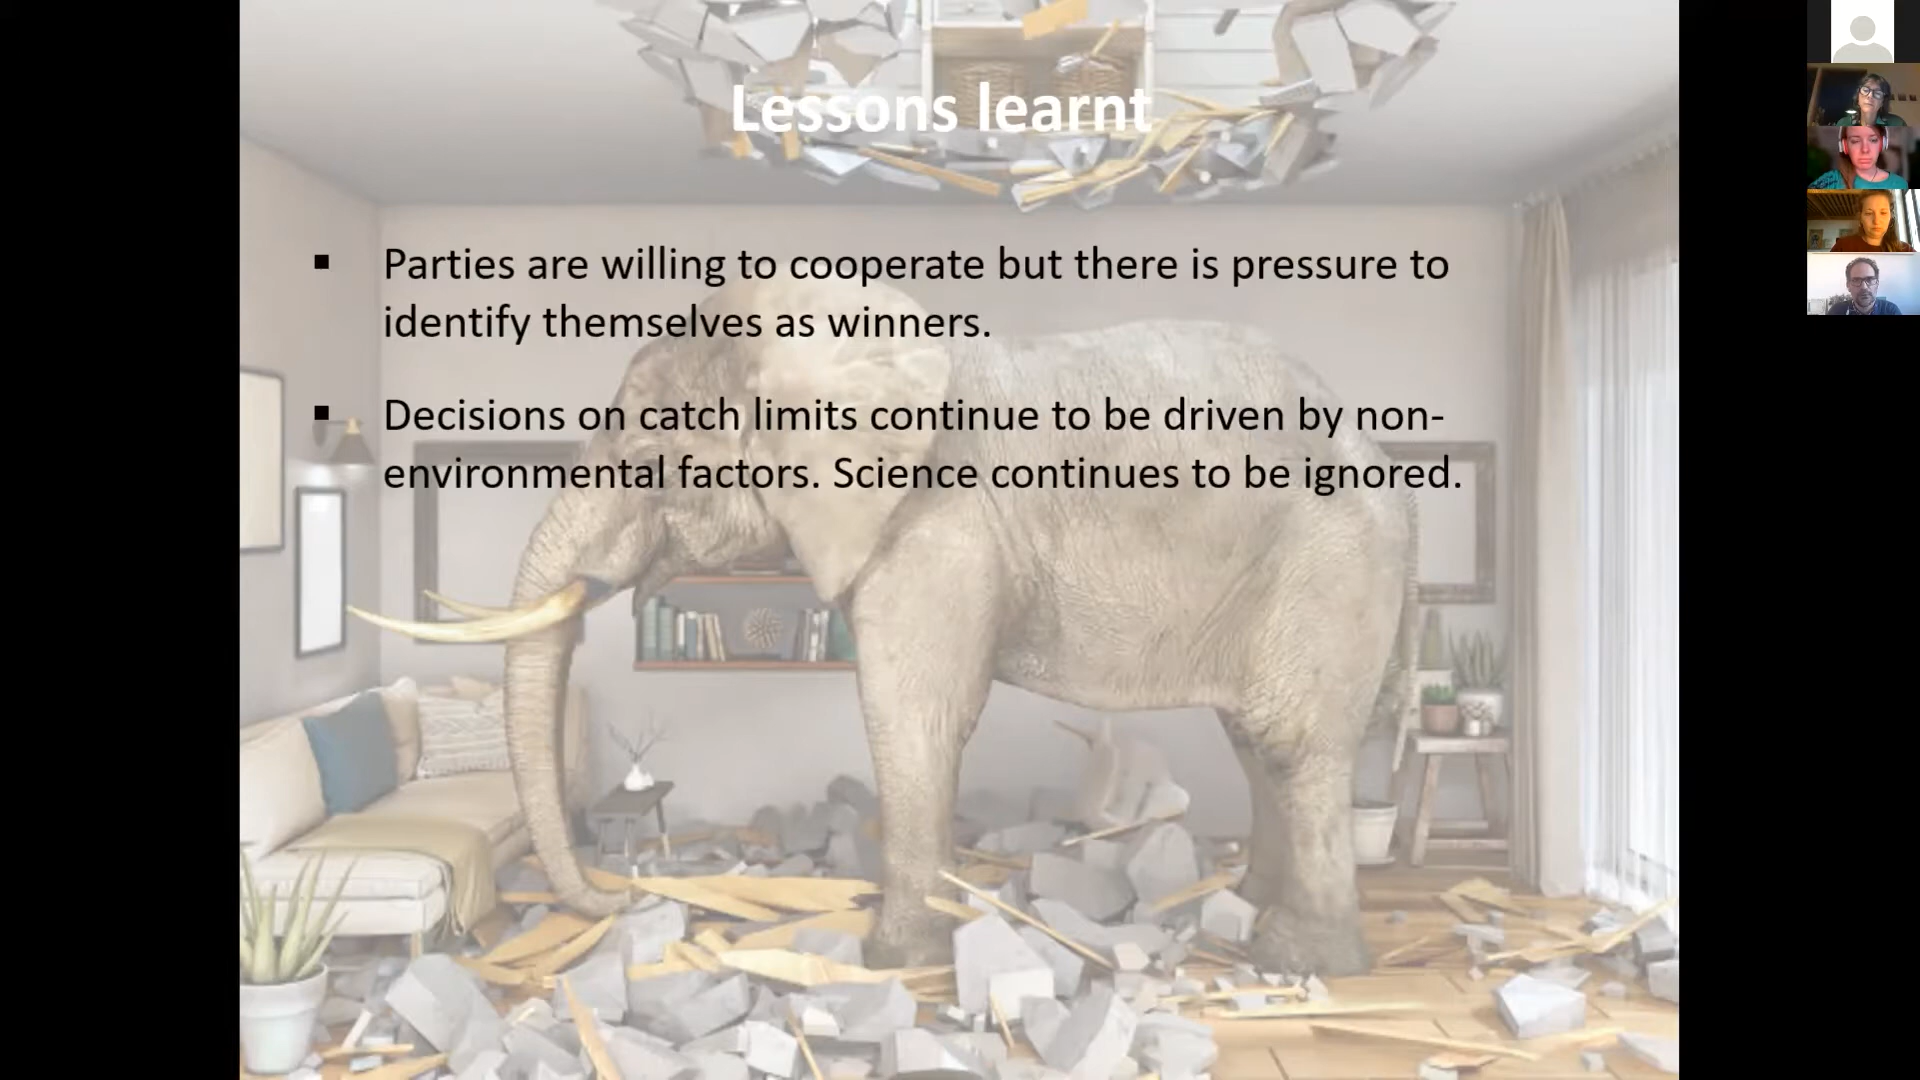 Lessons learnt
▪ Parties are willing to cooperate but there is pressure to
identify themselves as winners.
▪ Decisions on catch limits continue to be driven by non-
environmental factors. Science continues to be ignored.